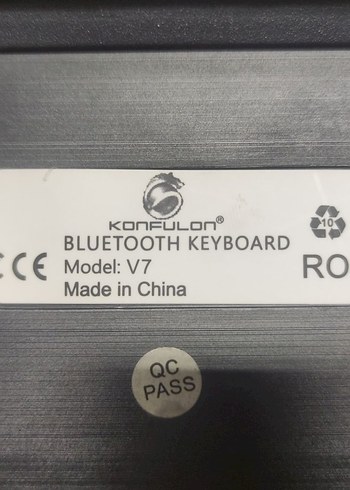 KONFULON®
BLUETOOTH KEYBOARD
CE
Model: V7
Made in China
10
RO
QC
PASS